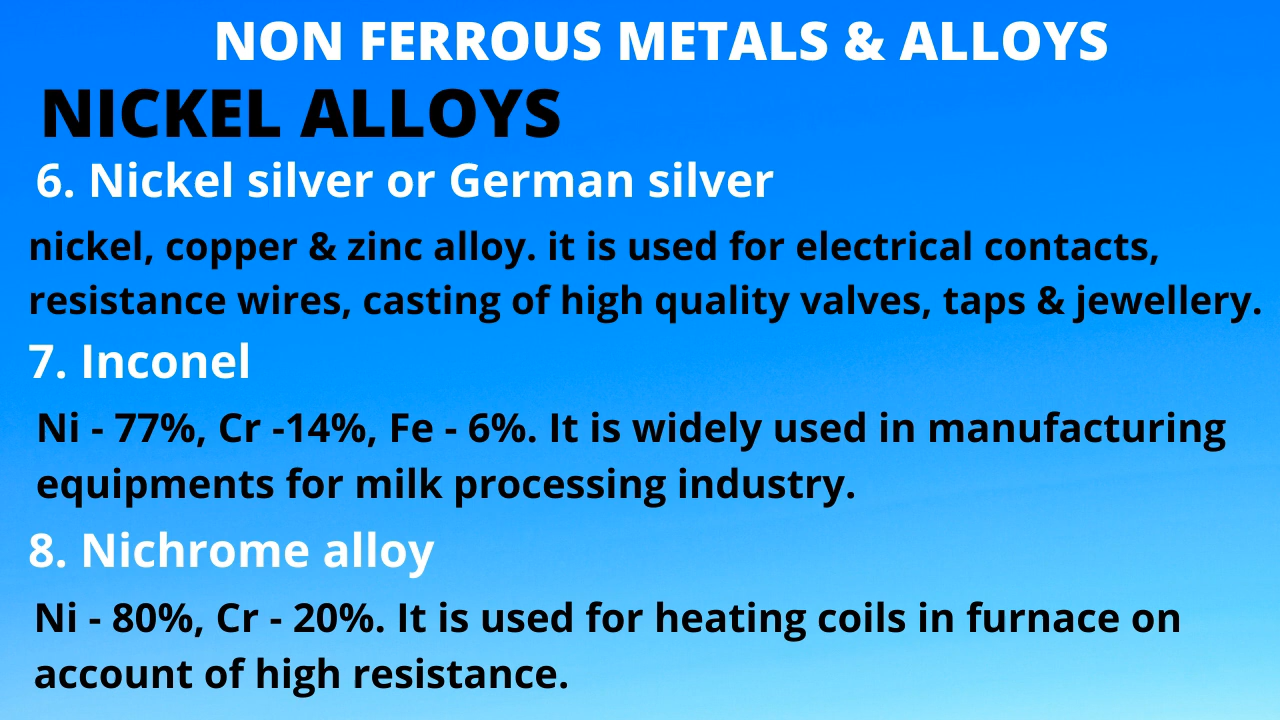 NON FERROUS METALS & ALLOYS
NICKEL ALLOYS
6. Nickel silver or German silver
nickel, copper & zinc alloy. it is used for electrical contacts,
resistance wires, casting of high quality valves, taps & jewellery.
7. Inconel
Ni - 77%, Cr -14%, Fe - 6%. It is widely used in manufacturing
equipments for milk processing industry.
8. Nichrome alloy
Ni - 80%, Cr - 20%. It is used for heating coils in furnace on
account of high resistance.